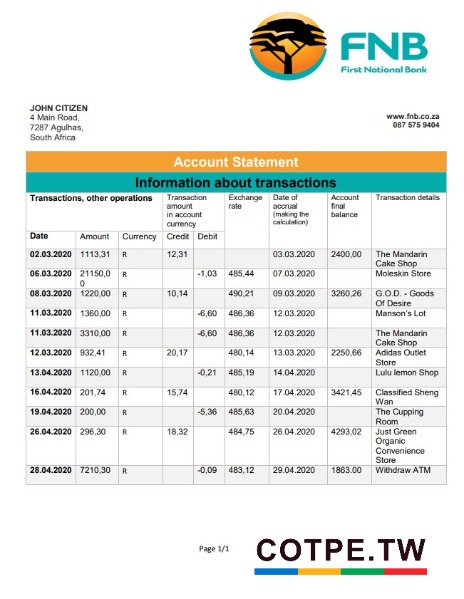 FNB
First National Bank
JOHN CITIZEN
4 Main Road,
7287 Agulhas,
South Africa
www.fnb.co.za
087 575 9404
Account Statement
Information about transactions
Transactions, other operations Transaction amount in account currency Exchange rate Date of accrual (making the calculation) Account final balance Transaction details
Date Amount Currency Credit Debit
02.03.2020 1113,31 R 12,31 03.03.2020 2400,00 The Mandarin Cake Shop
06.03.2020 21150,00 R -1,03 485,44 07.03.2020 Moleskin Store
08.03.2020 1220,00 R 10,14 490,21 09.03.2020 3260,26 G.O.D. - Goods Of Desire
11.03.2020 1360,00 R -6,60 486,36 12.03.2020 Manson's Lot
11.03.2020 3310,00 R -6,60 486,36 12.03.2020 The Mandarin Cake Shop
12.03.2020 932,41 R 20,17 480,14 13.03.2020 2250,66 Adidas Outlet Store
13.04.2020 1120,00 R -0,21 485,19 14.04.2020 Lulu lemon Shop
16.04.2020 201,74 R 15,74 480,12 17.04.2020 3421,45 Classified Sheng Wan
19.04.2020 200,00 R -5,36 485,63 20.04.2020 The Cupping Room
26.04.2020 296,30 R 18,32 484,75 26.04.2020 4293,02 Just Green Organic Convenience Store
28.04.2020 7210,30 R -0,09 483,12 29.04.2020 1863.00 Withdraw ATM
Page 1/1
COTPE.TW